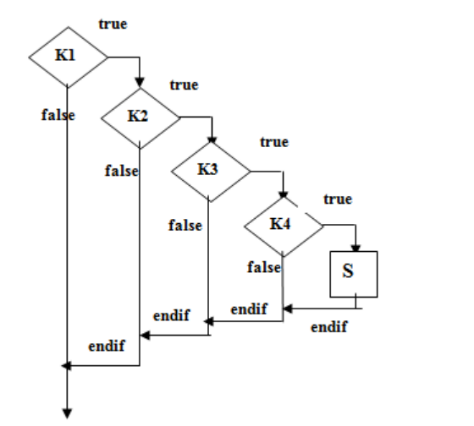 true
K1
true
false
K2
true
K3
false
true
false
K4
false
S
endif
endif
endif
endif